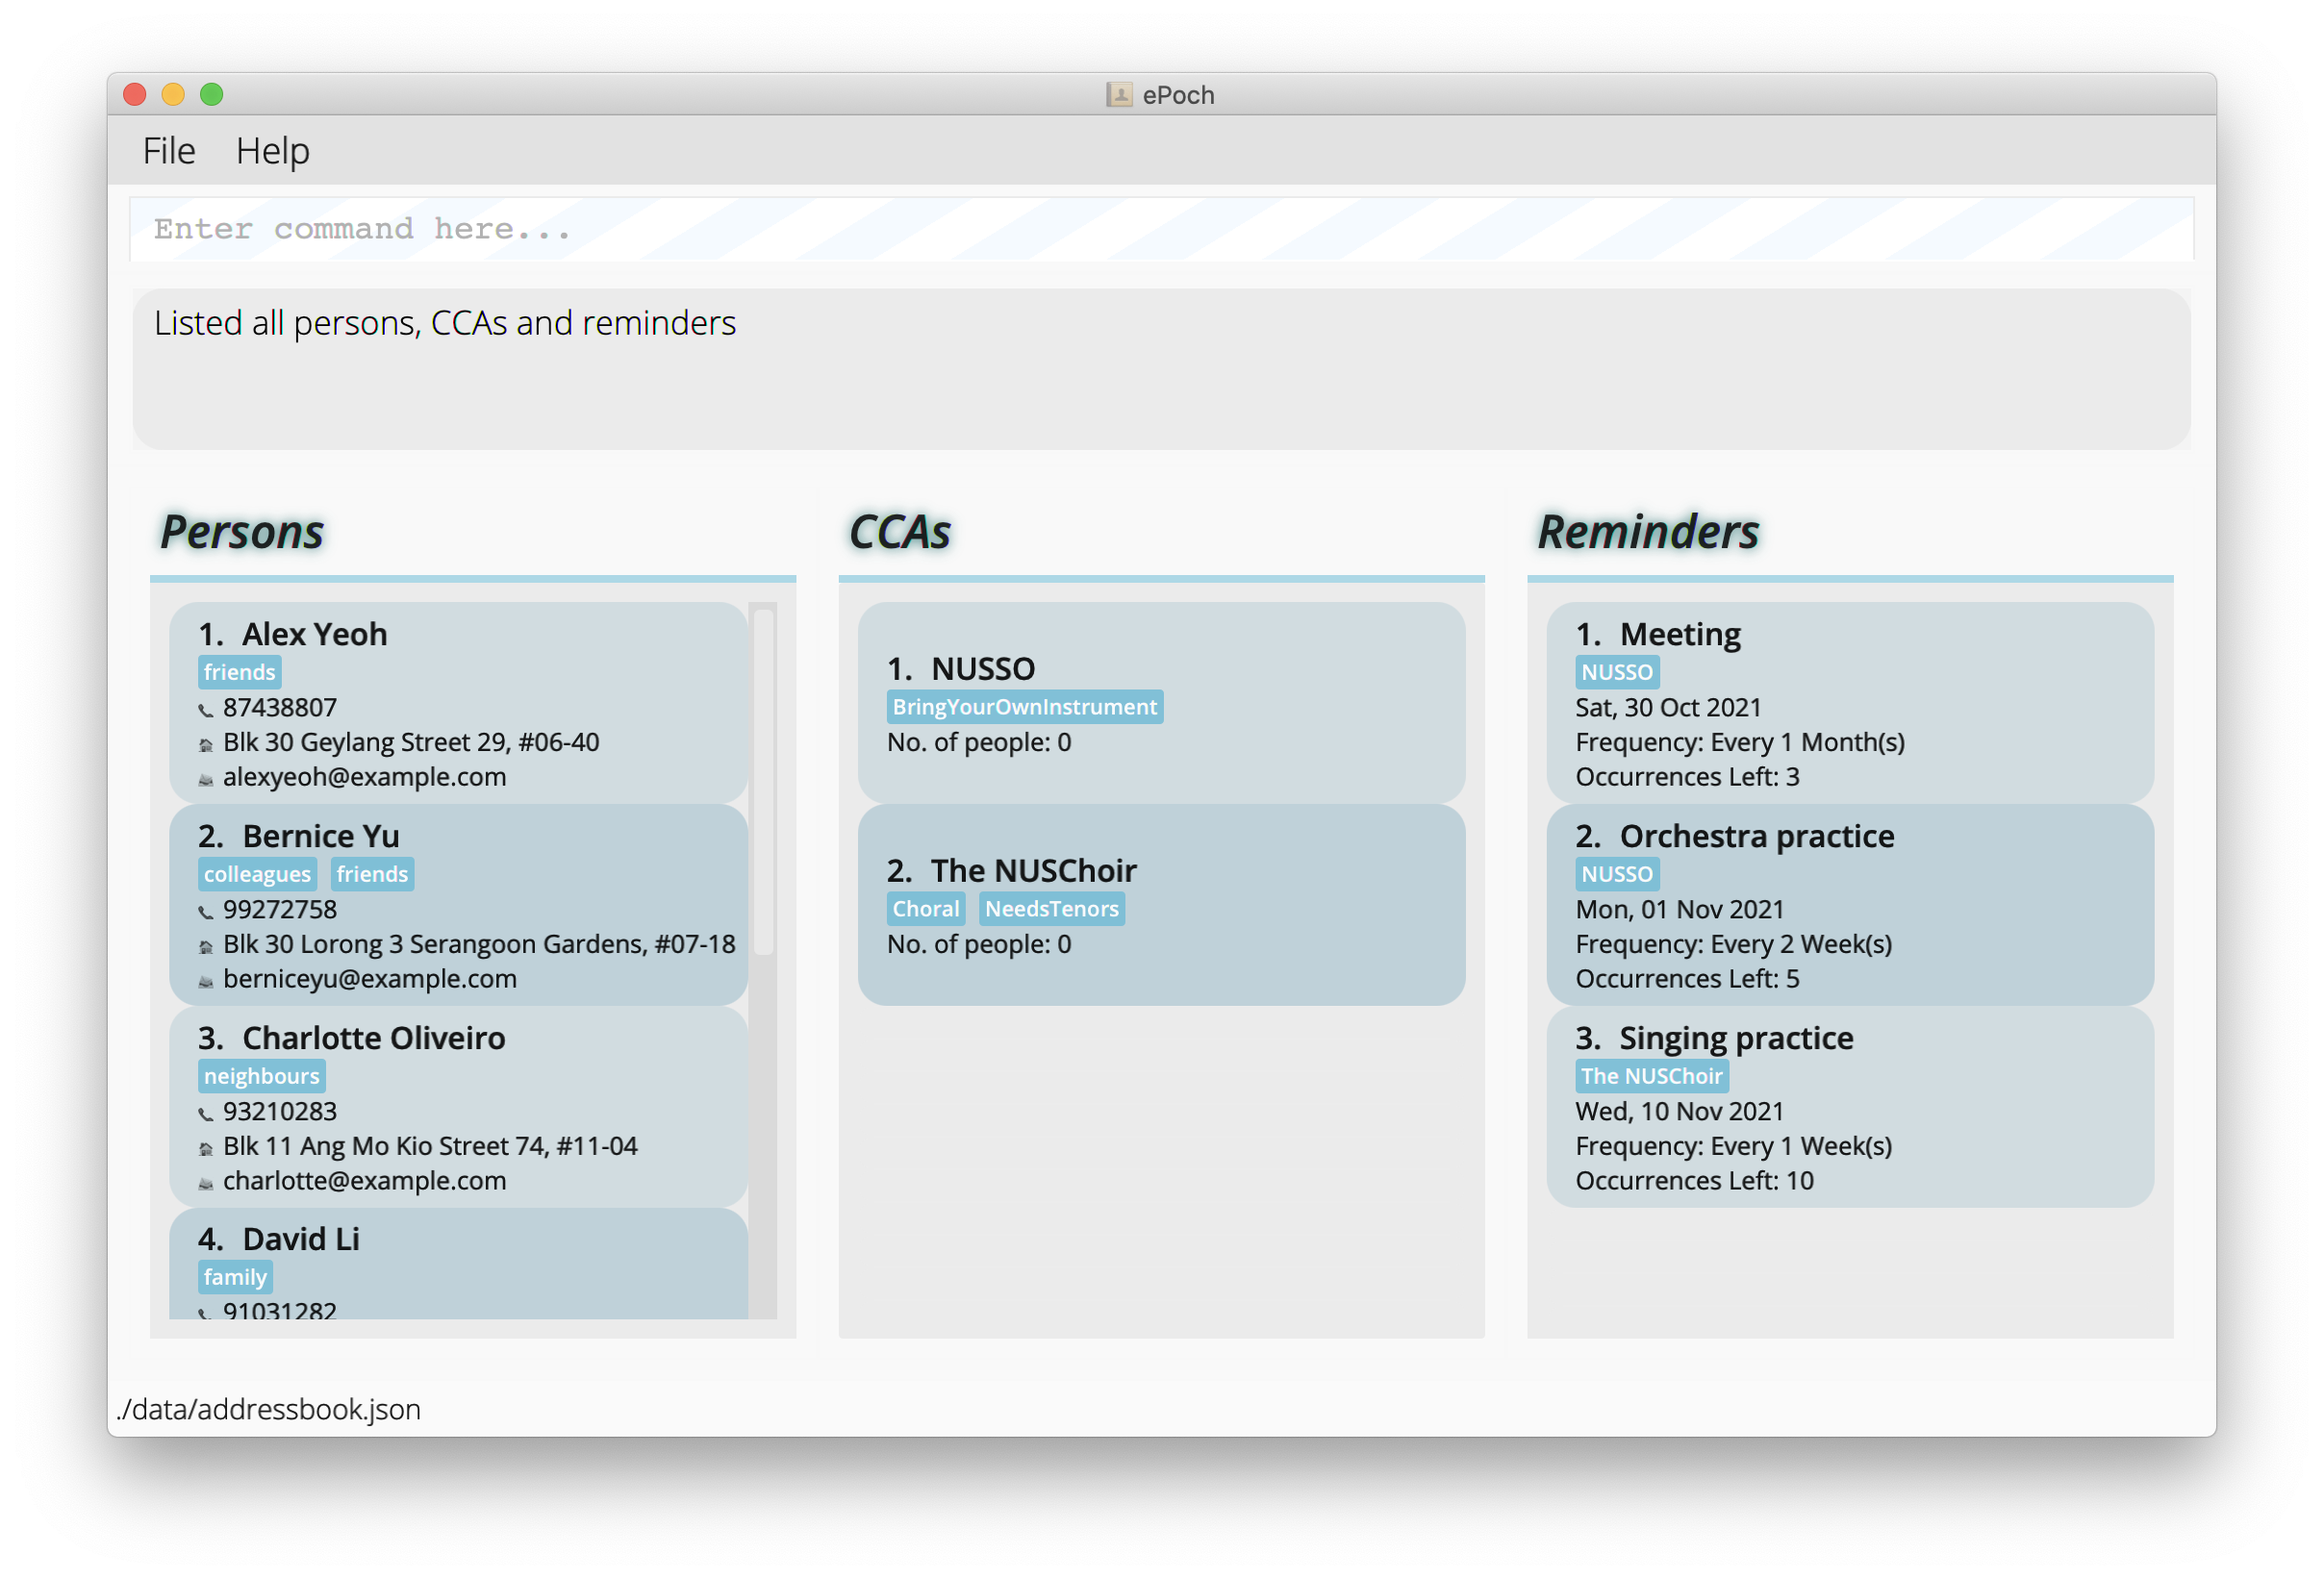 ePoch
File Help
Enter command here...
Listed all persons, CCAs and reminders
Persons
1. Alex Yeoh
friends
87438807
Blk 30 Geylang Street 29, #06-40
alexyeoh@example.com
2. Bernice Yu
colleagues friends
99272758
Blk 30 Lorong 3 Serangoon Gardens, #07-18
berniceyu@example.com
3. Charlotte Oliveiro
neighbours
93210283
Blk 11 Ang Mo Kio Street 74, #11-04
charlotte@example.com
4. David Li
family
91031282
CCAs
1. NUSSO
BringYourOwnInstrument
No. of people: 0
2. The NUSChoir
Choral NeedsTenors
No. of people: 0
Reminders
1. Meeting
NUSSO
Sat, 30 Oct 2021
Frequency: Every 1 Month(s)
Occurrences Left: 3
2. Orchestra practice
NUSSO
Mon, 01 Nov 2021
Frequency: Every 2 Week(s)
Occurrences Left: 5
3. Singing practice
The NUSChoir
Wed, 10 Nov 2021
Frequency: Every 1 Week(s)
Occurrences Left: 10
./data/addressbook.json